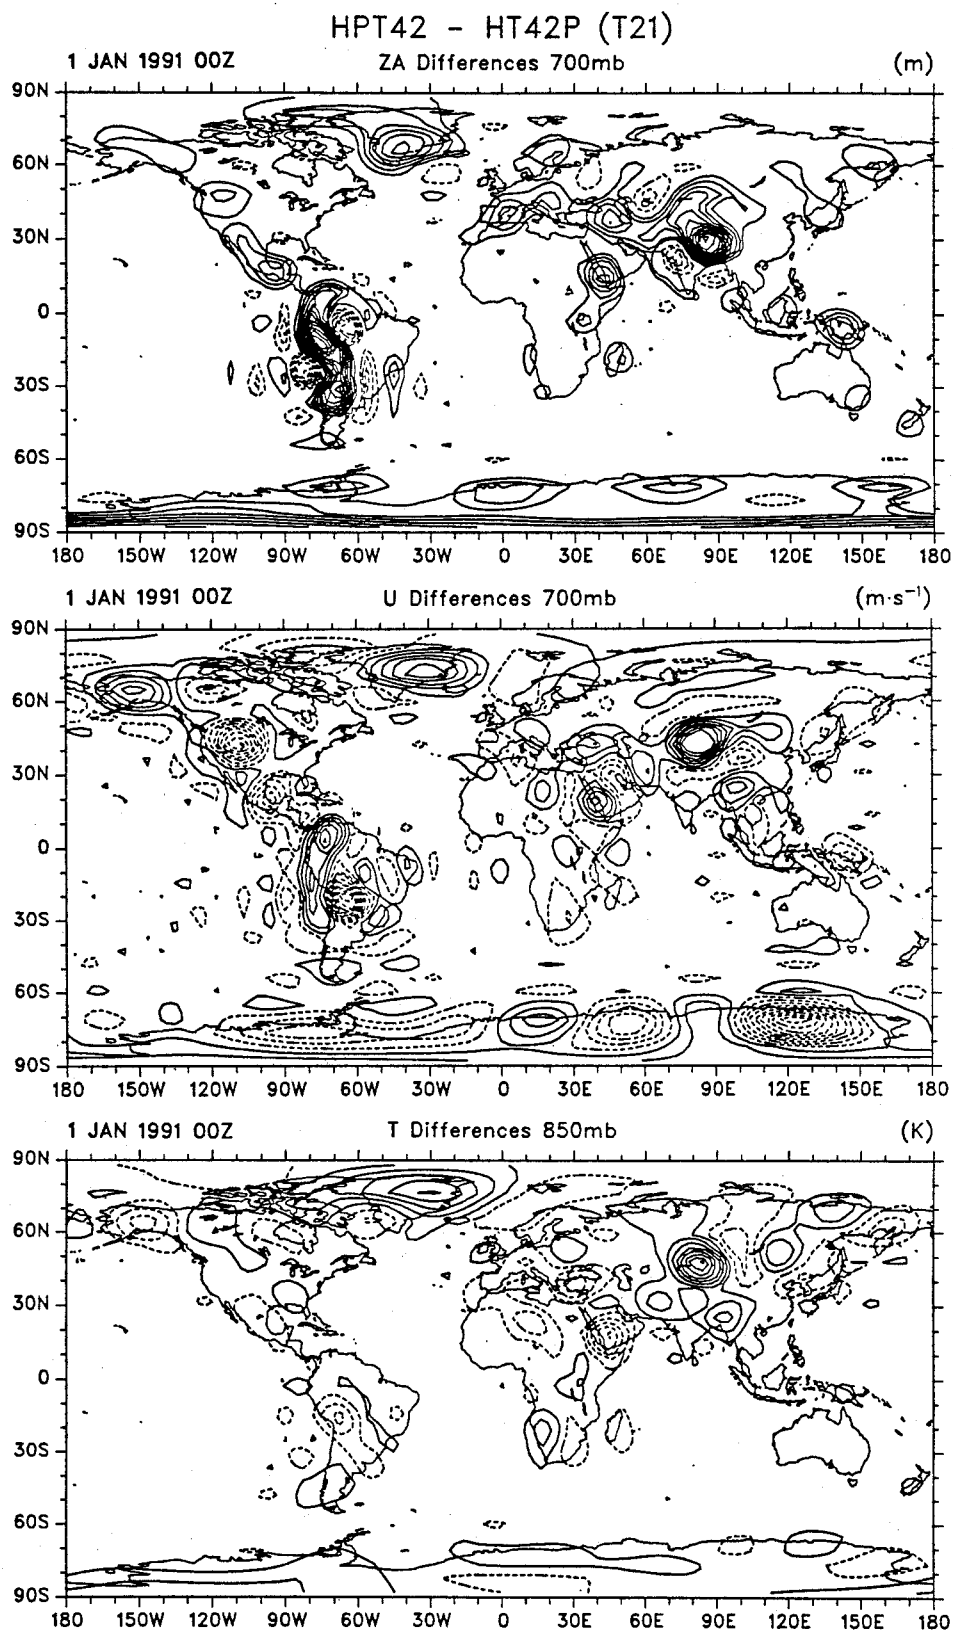 HPT42 – HT42P (T21)
1 JAN 1991 00Z ZA Differences 700mb (m)
90N
60N
30N
0
30S
60S
90S
180 150W 120W 90W 60W 30W 0 30E 60E 90E 120E 150E 180
1 JAN 1991 00Z U Differences 700mb (m·s⁻¹)
90N
60N
30N
0
30S
60S
90S
180 150W 120W 90W 60W 30W 0 30E 60E 90E 120E 150E 180
1 JAN 1991 00Z T Differences 850mb (K)
90N
60N
30N
0
30S
60S
90S
180 150W 120W 90W 60W 30W 0 30E 60E 90E 120E 150E 180